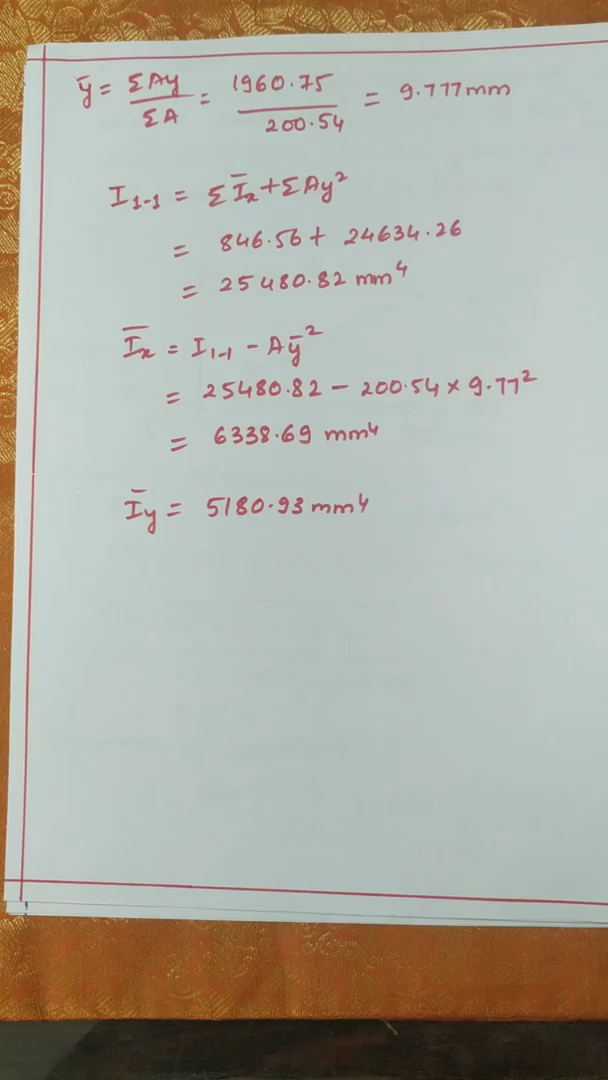 ȳ = ΣAy / ΣA = 1960.75 / 200.54 = 9.777mm
I₁₋₁ = ΣĪₓ + ΣAy²
= 846.56 + 24634.26
= 25480.82 mm⁴
Īₓ = I₁₋₁ - Aȳ²
= 25480.82 - 200.54 × 9.77²
= 6338.69 mm⁴
Īy = 5180.93 mm⁴